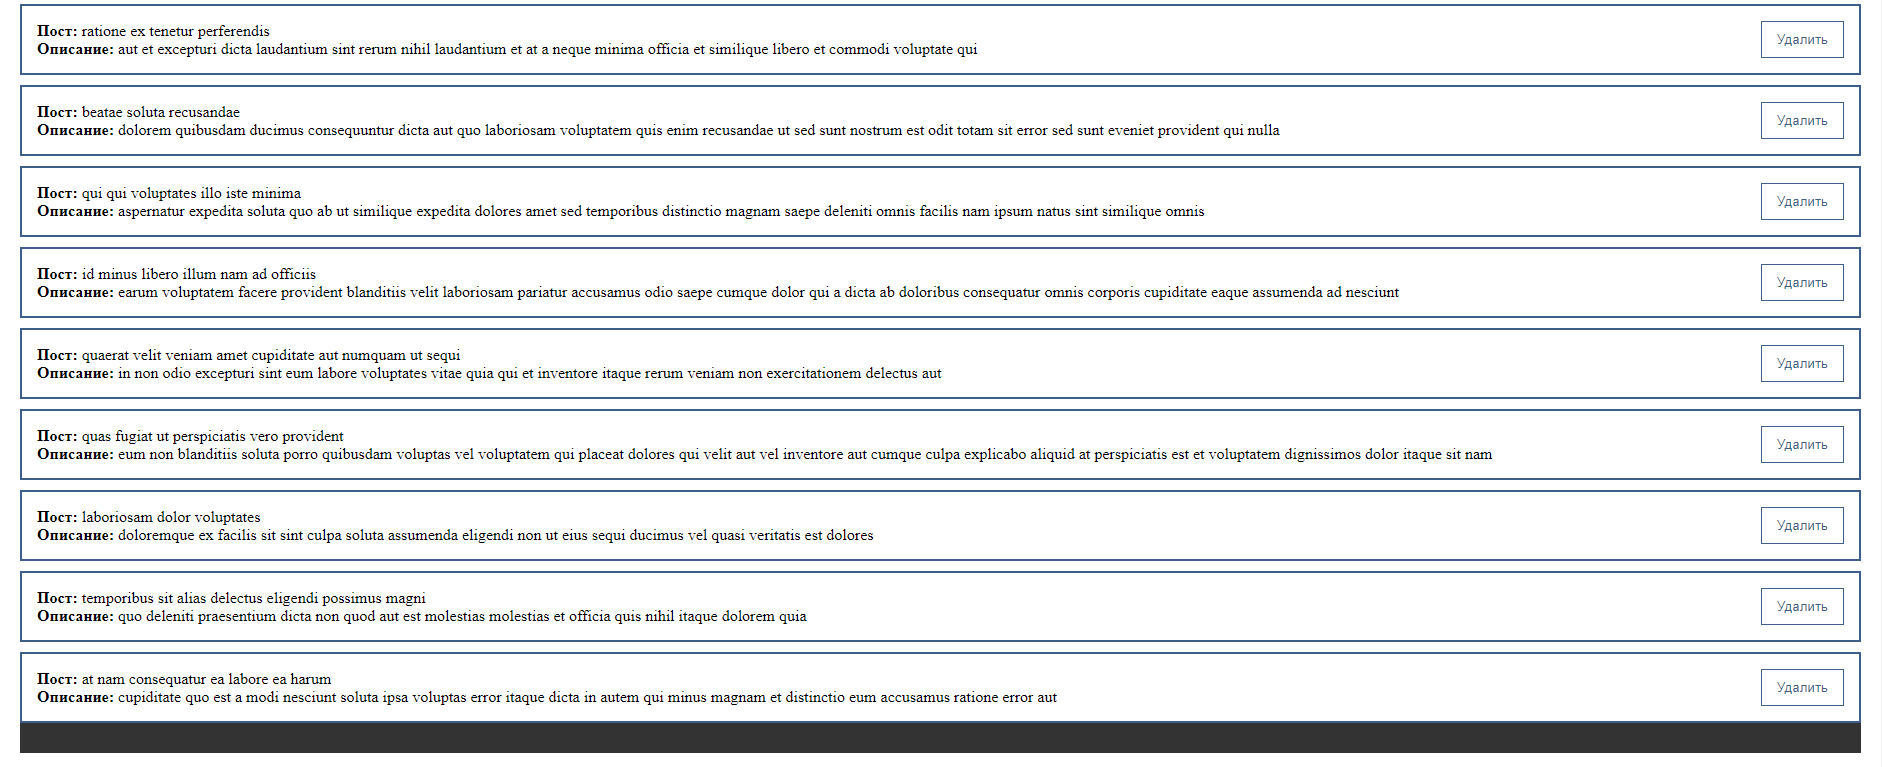 Пост: ratione ex tenetur perferendis
Описание: aut et excepturi dicta laudantium sint rerum nihil laudantium et at a neque minima officia et similique libero et commodi voluptate qui
Удалить
Пост: beatae soluta recusandae
Описание: dolorem quibusdam ducimus consequuntur dicta aut quo laboriosam voluptatem quis enim recusandae ut sed sunt nostrum est odit totam sit error sed sunt eveniet provident qui nulla
Удалить
Пост: qui qui voluptates illo iste minima
Описание: aspernatur expedita soluta quo ab ut similique expedita dolores amet sed temporibus distinctio magnam saepe deleniti omnis facilis nam ipsum natus sint similique omnis
Удалить
Пост: id minus libero illum nam ad officiis
Описание: earum voluptatem facere provident blanditiis velit laboriosam pariatur accusamus odio saepe cumque dolor qui a dicta ab doloribus consequatur omnis corporis cupiditate eaque assumenda ad nesciunt
Удалить
Пост: quaerat velit veniam amet cupiditate aut numquam ut sequi
Описание: in non odio excepturi sint eum labore voluptates vitae quia qui et inventore itaque rerum veniam non exercitationem delectus aut
Удалить
Пост: quas fugiat ut perspiciatis vero provident
Описание: eum non blanditiis soluta porro quibusdam voluptas vel voluptatem qui placeat dolores qui velit aut vel inventore aut cumque culpa explicabo aliquid at perspiciatis est et voluptatem dignissimos dolor itaque sit nam
Удалить
Пост: laboriosam dolor voluptates
Описание: doloremque ex facilis sit sint culpa soluta assumenda eligendi non ut eius sequi ducimus vel quasi veritatis est dolores
Удалить
Пост: temporibus sit alias delectus eligendi possimus magni
Описание: quo deleniti praesentium dicta non quod aut est molestias molestias et officia quis nihil itaque dolorem quia
Удалить
Пост: at nam consequatur ea labore ea harum
Описание: cupiditate quo est a modi nesciunt soluta ipsa voluptas error itaque dicta in autem qui minus magnam et distinctio eum accusamus ratione error aut
Удалить